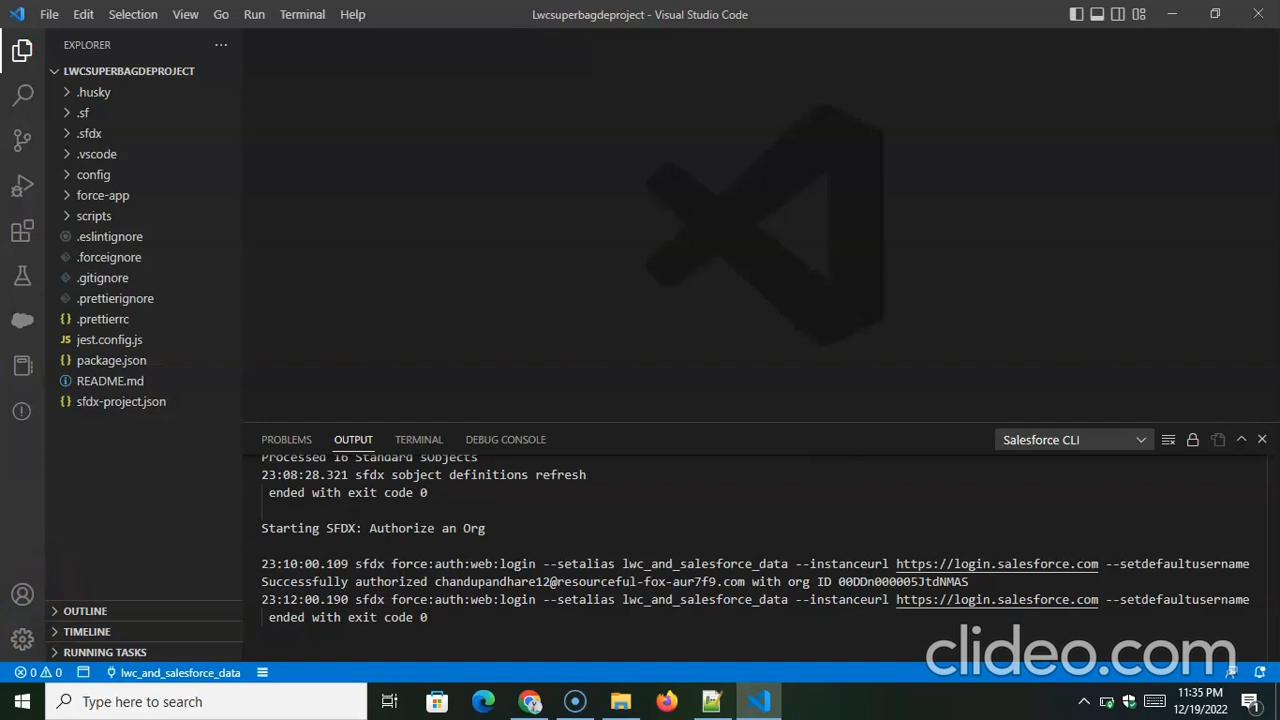 File Edit Selection View Go Run Terminal Help Lwcsuperbagdeproject - Visual Studio Code
EXPLORER
LWCSUPERBAGDEPROJECT
.husky
.sf
.sfdx
.vscode
config
force-app
scripts
.eslintignore
.forceignore
.gitignore
.prettierignore
{} .prettierrc
JS jest.config.js
{} package.json
README.md
{} sfdx-project.json
OUTLINE
TIMELINE
RUNNING TASKS
PROBLEMS OUTPUT TERMINAL DEBUG CONSOLE Salesforce CLI
Processed 16 Standard sObjects
23:08:28.321 sfdx sobject definitions refresh
ended with exit code 0
Starting SFDX: Authorize an Org
23:10:00.109 sfdx force:auth:web:login --setalias lwc_and_salesforce_data --instanceurl https://login.salesforce.com --setdefaultusername
Successfully authorized chandupandhare12@resourceful-fox-aur7f9.com with org ID 00DDn000005JtdNMAS
23:12:00.190 sfdx force:auth:web:login --setalias lwc_and_salesforce_data --instanceurl https://login.salesforce.com --setdefaultusername
ended with exit code 0
clideo.com
0 0 lwc_and_salesforce_data
Type here to search
11:35 PM
12/19/2022
1